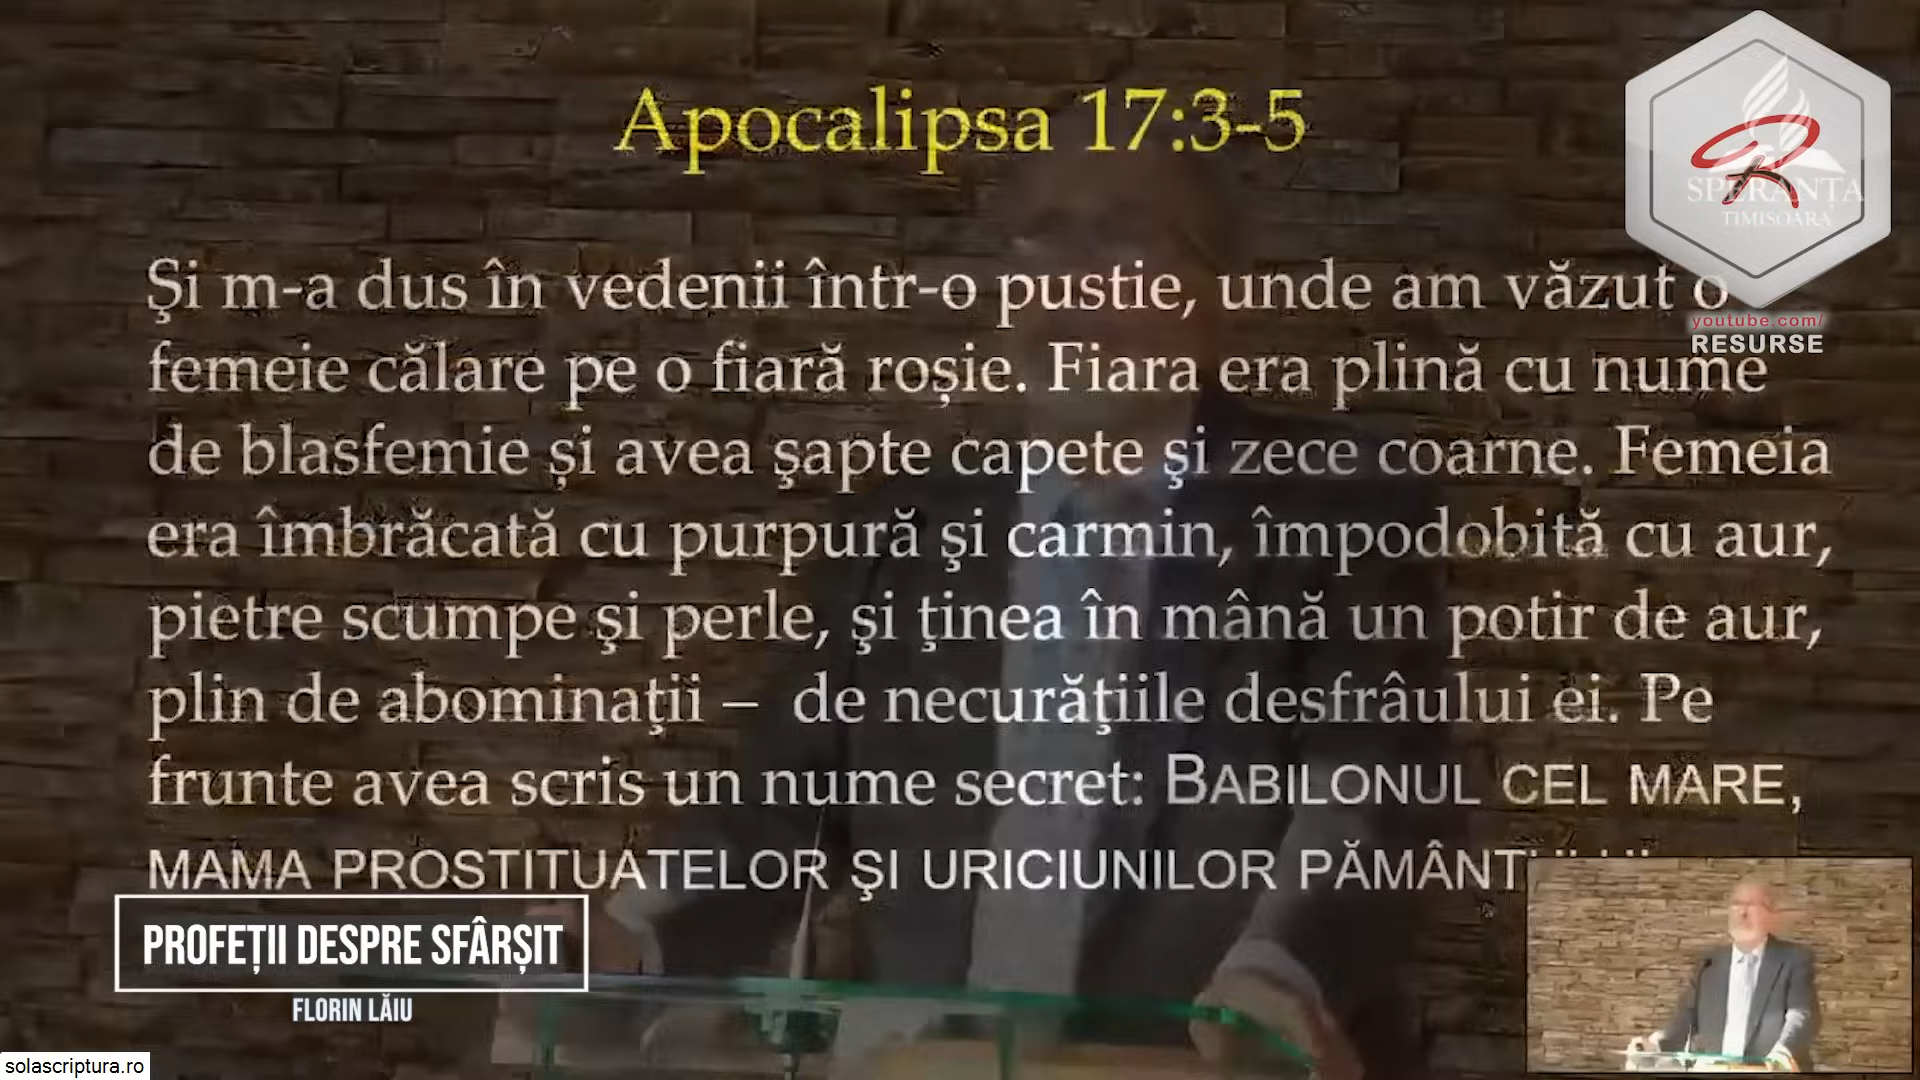 Apocalipsa 17:3-5
SPERANȚA
TIMISOARA
Şi m-a dus în vedenii într-o pustie, unde am văzut o
youtube.com/
RESURSE
femeie călare pe o fiară roșie. Fiara era plină cu nume
de blasfemie și avea şapte capete şi zece coarne. Femeia
era îmbrăcată cu purpură şi carmin, împodobită cu aur,
pietre scumpe şi perle, şi ţinea în mână un potir de aur,
plin de abominaţii – de necurăţiile desfrâului ei. Pe
frunte avea scris un nume secret: BABILONUL CEL MARE,
MAMA PROSTITUATELOR ŞI URICIUNILOR
PROFEȚII DESPRE SFÂRȘIT
FLORIN LĂIU
solascriptura.ro